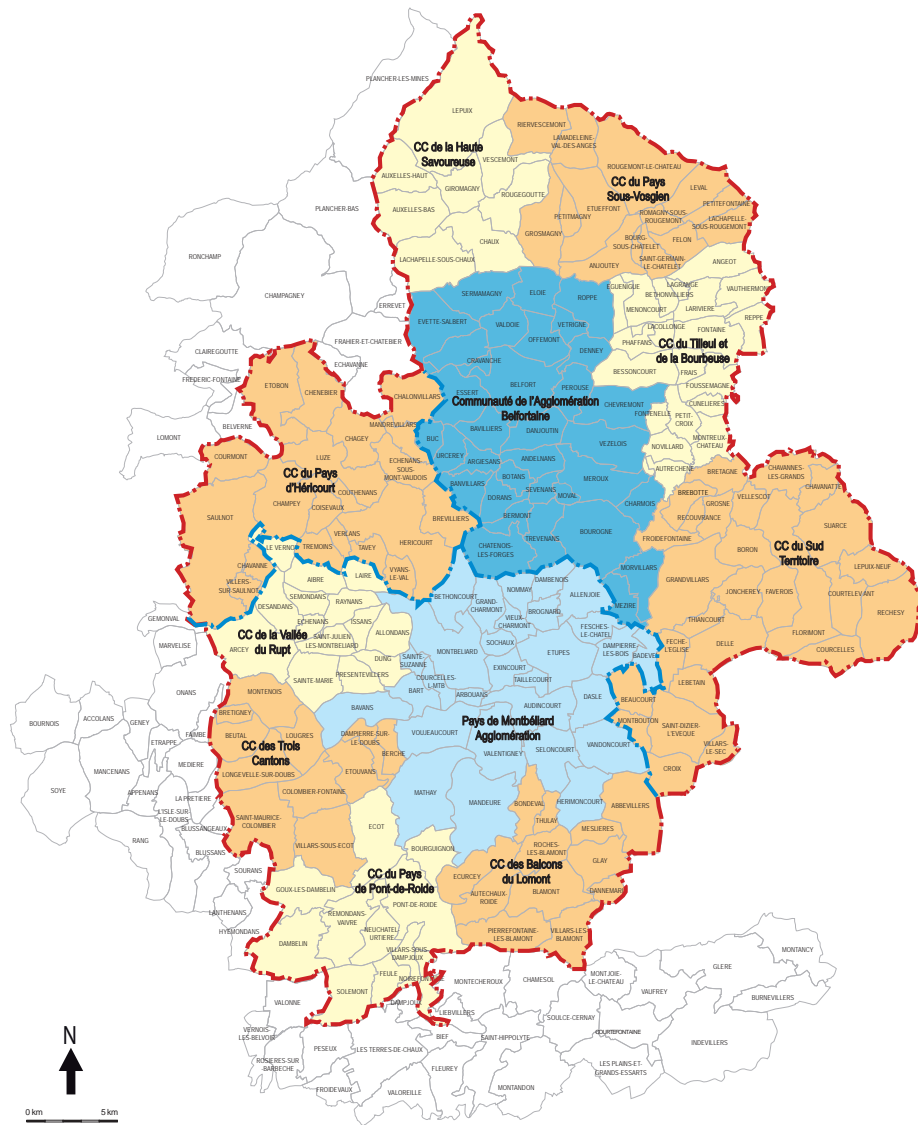 PLANCHER-LES-MINES
LEPUIX
RIERVESCEMONT
LAMADELEINE-
VAL-DES-ANGES
CC de la Haute
Savoureuse
VESCEMONT
ROUGEMONT-LE-CHATEAU
AUXELLES-HAUT
GIROMAGNY
ROUGEGOUTTE
CC du Pays
Sous-Vosgien
LEVAL
PETITEFONTAINE
PLANCHER-BAS
AUXELLES-BAS
ETUEFFONT
PETITMAGNY
ROMAGNY-SOUS-
ROUGEMONT
LACHAPELLE-
SOUS-ROUGEMONT
GROSMAGNY
BOURG-
SOUS-CHATELET
FELON
CHAUX
RONCHAMP
LACHAPELLE-SOUS-CHAUX
ANJOUTEY
SAINT-GERMAIN-
LE-CHATELET
ANGEOT
CHAMPAGNEY
SERMAMAGNY
ELOIE
ROPPE
EGUENIGUE
LAGRANGE
BETHONVILLIERS
VAUTHIERMONT
ERREVET
EVETTE-SALBERT
VALDOIE
VETRIGNE
MENONCOURT
LARIVIERE
REPPE
OFFEMONT
LACOLLONGE
FONTAINE
FRAHIER-ET-CHATEBIER
DENNEY
PHAFFANS
CC du Tilleul et
de la Bourbeuse
CLAIREGOUTTE
CRAVANCHE
ECHAVANNE
BESSONCOURT
FRAIS
FREDERIC-FONTAINE
ETOBON
CHENEBIER
CHALONVILLARS
ESSERT
BELFORT
PEROUSE
FOUSSEMAGNE
Communauté de l'Agglomération
Belfortaine
CHEVREMONT
CUNELIERES
FONTENELLE
PETIT-
CROIX
BELVERNE
MANDREVILLARS
BAVILLIERS
DANJOUTIN
LOMONT
CHAGEY
BUC
VEZELOIS
NOVILLARD
MONTREUX-
CHATEAU
COURMONT
LUZE
URCEREY
ARGIESANS
ANDELNANS
AUTRECHENE
CC du Pays
d'Héricourt
ECHENANS-
SOUS-
MONT-VAUDOIS
BANVILLARS
BOTANS
SEVENANS
MEROUX
BRETAGNE
CHAVANNES-
LES-GRANDS
CHAVANATTE
COUTHENANS
DORANS
MOVAL
CHARMOIS
BREBOTTE
GROSNE
VELLESCOT
SAULNOT
CHAMPEY
COISEVAUX
BREVILLIERS
BERMONT
RECOUVRANCE
SUARCE
VERLANS
BOUROGNE
FROIDEFONTAINE
LE VERNOY
TREMOINS
TAVEY
HERICOURT
CHATENOIS-
LES-FORGES
TREVENANS
BORON
CC du Sud
Territoire
CHAVANNE
MORVILLARS
LEPUIX-NEUF
VILLERS-
SUR-SAULNOT
AIBRE
LAIRE
VYANS-
LE-VAL
DAMBENOIS
GRANDVILLARS
SEMONDANS
RAYNANS
BETHONCOURT
NOMMAY
ALLENJOIE
JONCHEREY
FAVEROIS
COURTELEVANT
DESANDANS
GRAND-
CHARMONT
BROGNARD
MEZIRE
RECHESY
GEMONVAL
ECHENANS
ISSANS
VIEUX-
CHARMONT
THIANCOURT
CC de la Vallée
du Rupt
SAINT-JULIEN
LES-MONTBELIARD
ALLONDANS
FESCHES-
LE-CHATEL
FLORIMONT
MARVELISE
ARCEY
SOCHAUX
FECHE-
L'EGLISE
DELLE
COURCELLES
DUNG
SAINTE-
SUZANNE
MONTBELIARD
ETUPES
DAMPIERRE-
LES-BOIS
BADEVEL
SAINTE-MARIE
PRESENTEVILLERS
EXINCOURT
ONANS
COURCELLES-
L-MTB
TAILLECOURT
LEBETAIN
MONTENOIS
BART
ARBOUANS
DASLE
BEAUCOURT
ACCOLANS
BRETIGNEY
BAVANS
AUDINCOURT
BOURNOIS
GENEY
FAIMBE
BEUTAL
LOUGRES
VOUJEAUCOURT
Pays de Montbéliard
Agglomération
MONTBOUTON
SAINT-DIZIER-
L'EVEQUE
ETRAPPE
DAMPIERRE-SUR-
LE-DOUBS
CC des Trois
Cantons
BERCHE
VALENTIGNEY
SELONCOURT
VANDONCOURT
VILLARS-
LE-SEC
MEDIERE
MANCENANS
LONGEVELLE-SUR-DOUBS
ETOUVANS
CROIX
SOYE
APPENANS
LA PRETIERE
COLOMBIER-FONTAINE
MATHAY
MANDEURE
BONDEVAL
HERIMONCOURT
ABBEVILLERS
L'ISLE-SUR-
LE-DOUBS
SAINT-MAURICE-
COLOMBIER
THULAY
MESLIERES
BLUSSANGEAUX
ECOT
RANG
VILLARS-SOUS-ECOT
BOURGUIGNON
ROCHES-
LES-BLAMONT
BLUSSANS
GLAY
SOURANS
CC du Pays
de Pont-de-Roide
ECURCEY
CC des Balcons
du Lomont
GOUX-LES-DAMBELIN
AUTECHAUX-
ROIDE
BLAMONT
DANNEMARIE
LANTHENANS
REMONDANS-
VAIVRE
PONT-DE-ROIDE
HYEMONDANS
NEUCHATEL-
URTIERE
PIERREFONTAINE-
LES-BLAMONT
VILLARS-LES-
BLAMONT
DAMBELIN
VILLARS-SOUS-
DAMPJOUX
MONTANCY
FEULE
NOIREFONTAINE
MONTECHEROUX
CHAMESOL
MONTJOIE-
LE-CHATEAU
GLERE
SOLEMONT
VAUFREY
BURNEVILLERS
VALONNE
DAMPJOUX
LIEBVILLERS
SOULCE-CERNAY
VERNOIS-
LES-BELVOIR
COURTEFONTAINE
BIEF
SAINT-HIPPOLYTE
INDEVILLERS
PESEUX
LES TERRES-DE-CHAUX
ROSIERES-SUR-
BARBECHE
FLEUREY
LES PLAINS-ET-
GRANDS-ESSARTS
FROIDEVAUX
VALOREILLE
MONTANDON
N
0 km
5 km